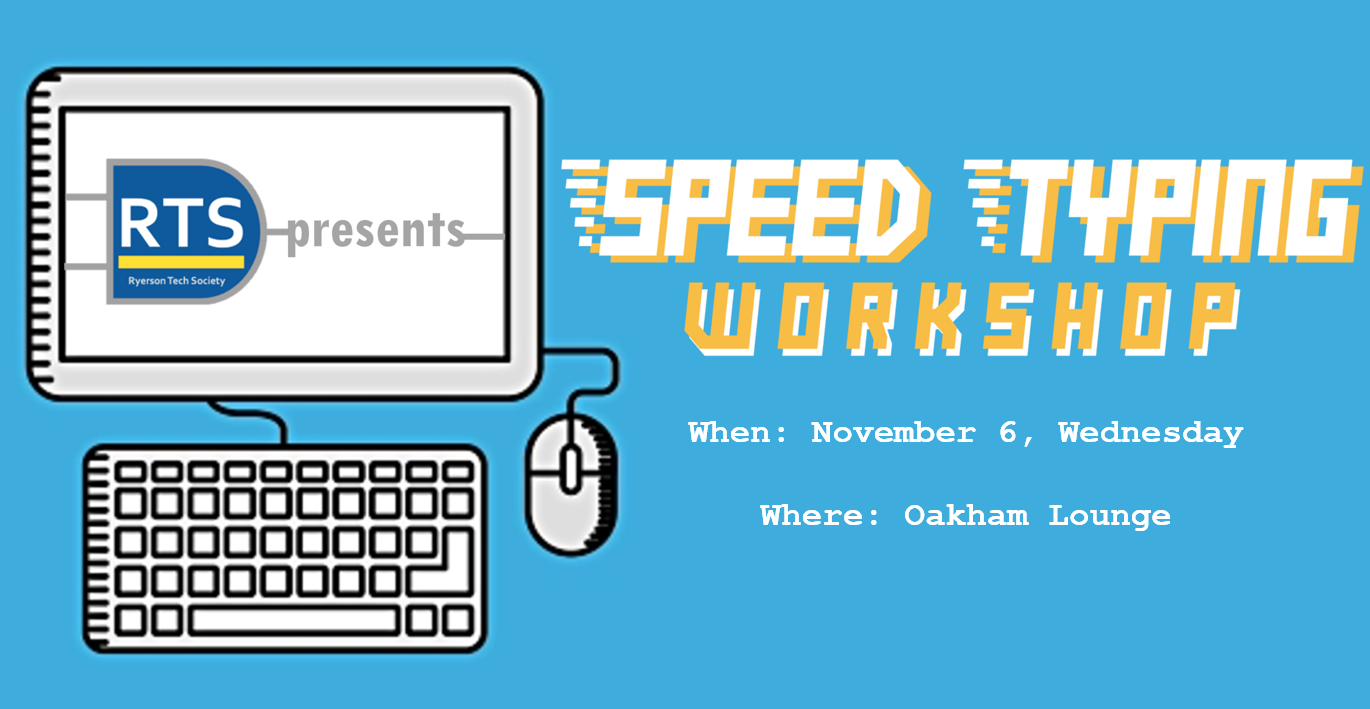 RTS
Ryerson Tech Society
presents
SPEED TYPING
WORKSHOP
When: November 6, Wednesday
Where: Oakham Lounge